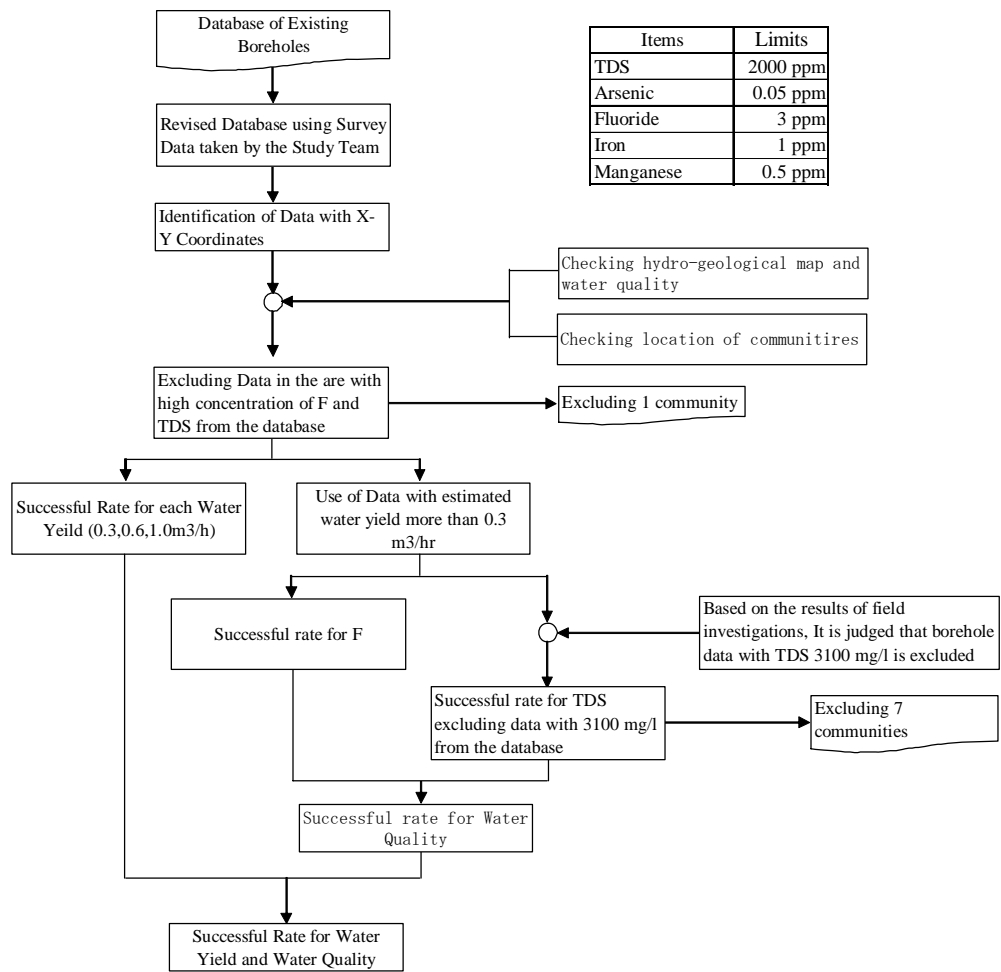 Database of Existing
Boreholes
Items Limits
TDS 2000 ppm
Arsenic 0.05 ppm
Fluoride 3 ppm
Iron 1 ppm
Manganese 0.5 ppm
Revised Database using Survey
Data taken by the Study Team
Identification of Data with X-
Y Coordinates
Checking hydro-geological map and
water quality
Checking location of communitires
Excluding Data in the are with
high concentration of F and
TDS from the database
Excluding 1 community
Successful Rate for each Water
Yeild (0.3,0.6,1.0m3/h)
Use of Data with estimated
water yield more than 0.3
m3/hr
Successful rate for F
Based on the results of field
investigations, It is judged that borehole
data with TDS 3100 mg/l is excluded
Successful rate for TDS
excluding data with 3100 mg/l
from the database
Excluding 7
communities
Successful rate for Water
Quality
Successful Rate for Water
Yield and Water Quality